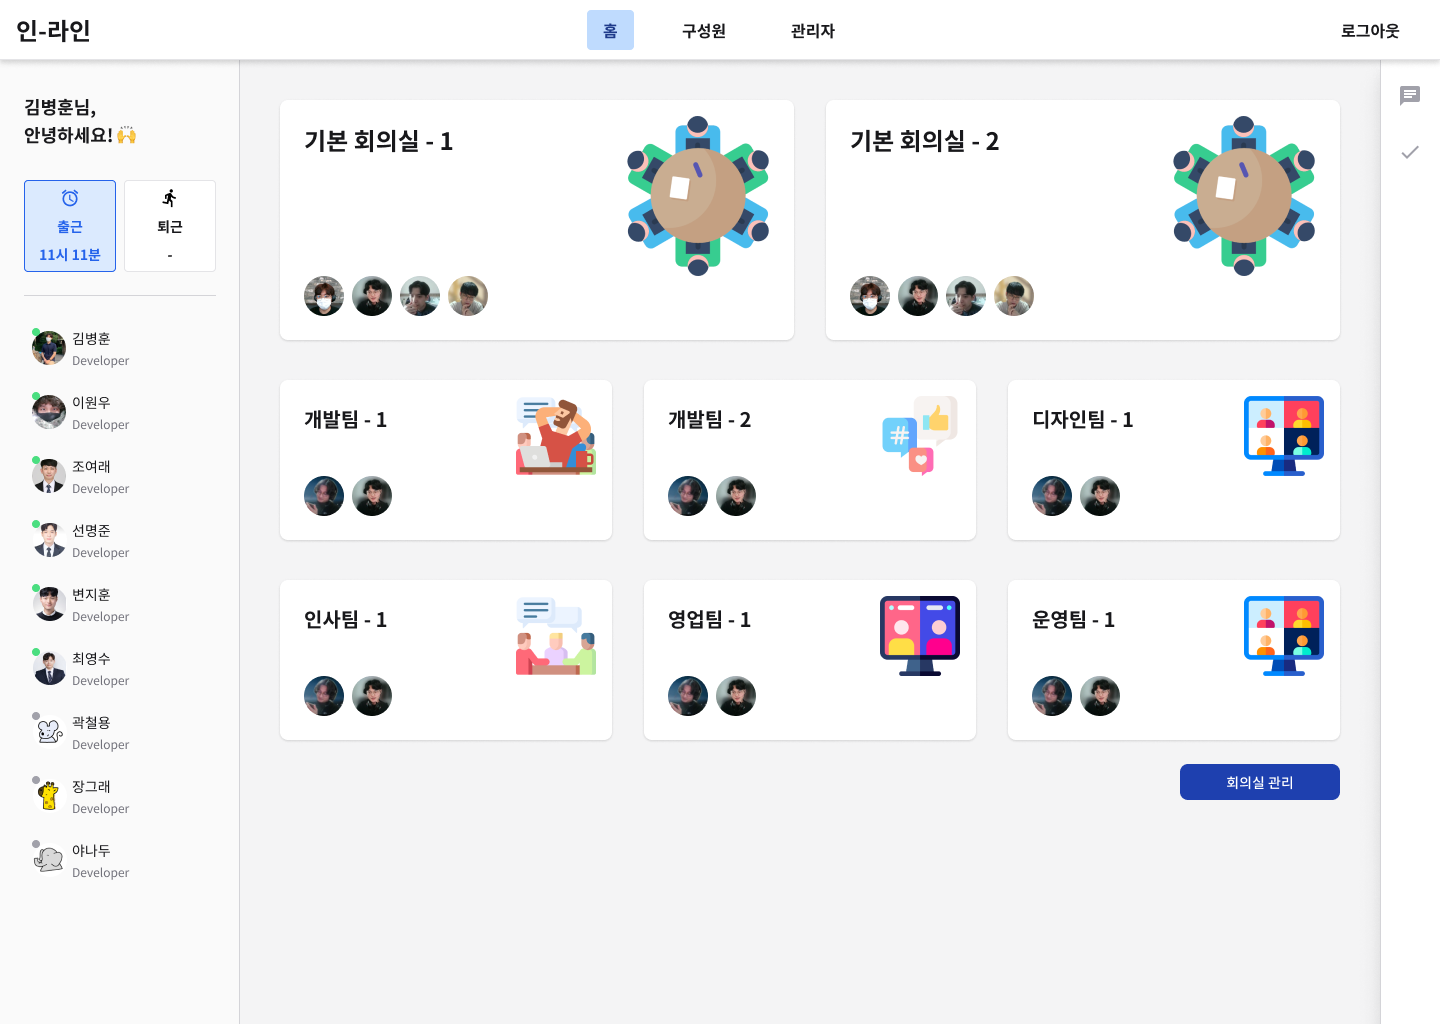 인-라인
홈
구성원
관리자
로그아웃
김병훈님,
안녕하세요! 🙌
출근
11시 11분
퇴근
-
김병훈
Developer
이원우
Developer
조여래
Developer
선명준
Developer
변지훈
Developer
최영수
Developer
곽철용
Developer
장그래
Developer
야나두
Developer
기본 회의실 - 1
기본 회의실 - 2
개발팀 - 1
개발팀 - 2
#
디자인팀 - 1
인사팀 - 1
영업팀 - 1
운영팀 - 1
회의실 관리